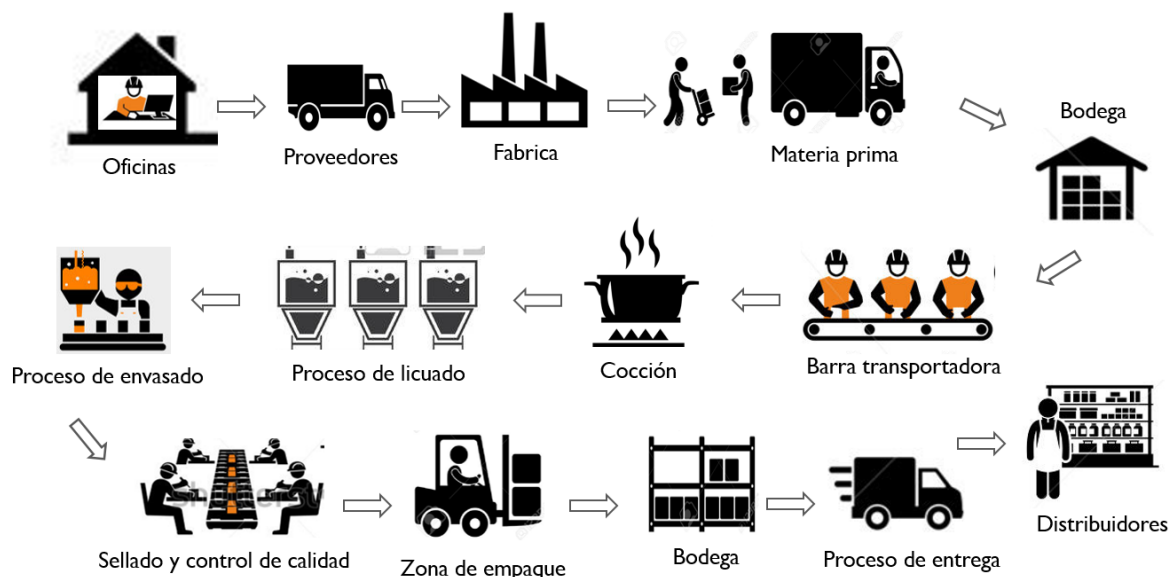 Oficinas
Proveedores
Fabrica
Materia prima
Bodega
Barra transportadora
Cocción
Proceso de licuado
Proceso de envasado
Sellado y control de calidad
Zona de empaque
Bodega
Proceso de entrega
Distribuidores